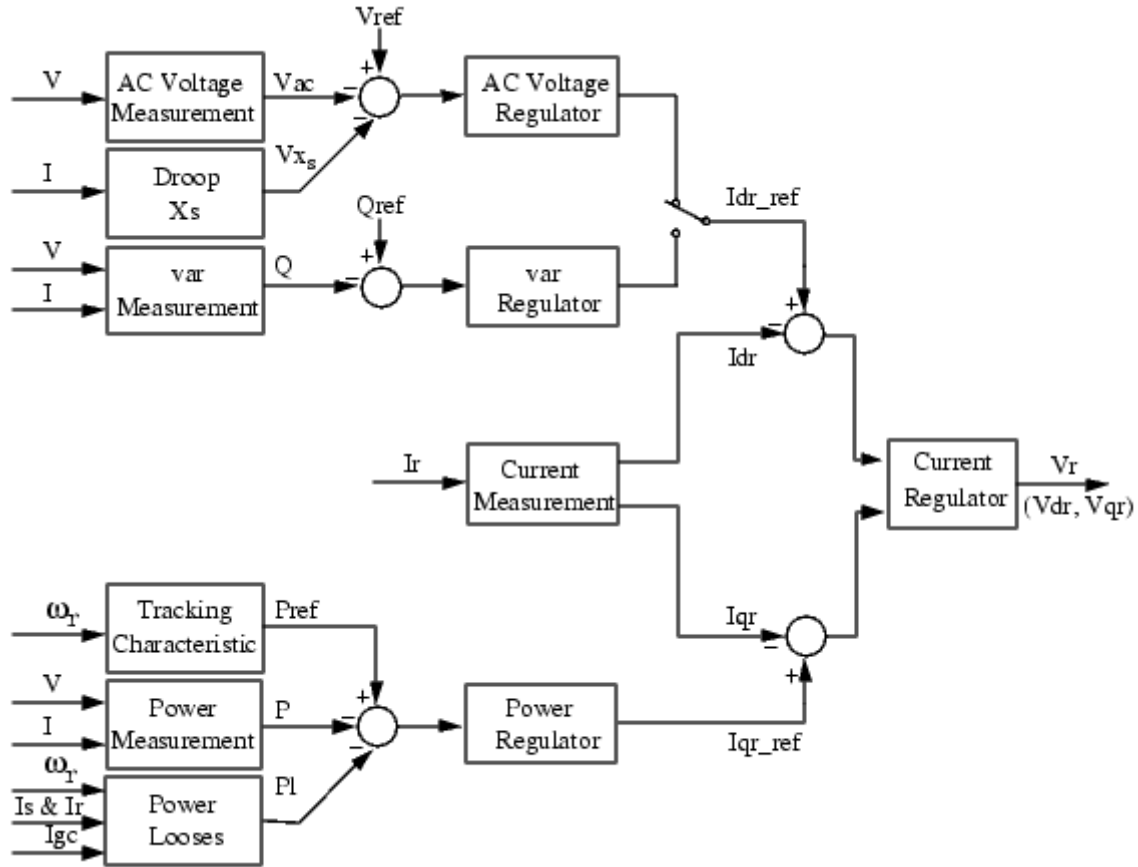 Vref
V
AC Voltage
Measurement
Vac
+
−
−
AC Voltage
Regulator
I
Droop
Xs
Vxs
Idr_ref
Qref
V
I
var
Measurement
Q
+
−
var
Regulator
+
−
Idr
Ir
Current
Measurement
Current
Regulator
Vr
(Vdr, Vqr)
ωr
Tracking
Characteristic
Pref
Iqr
−
+
V
I
Power
Measurement
P
+
−
−
Power
Regulator
Iqr_ref
ωr
Is & Ir
Igc
Power
Looses
Pl